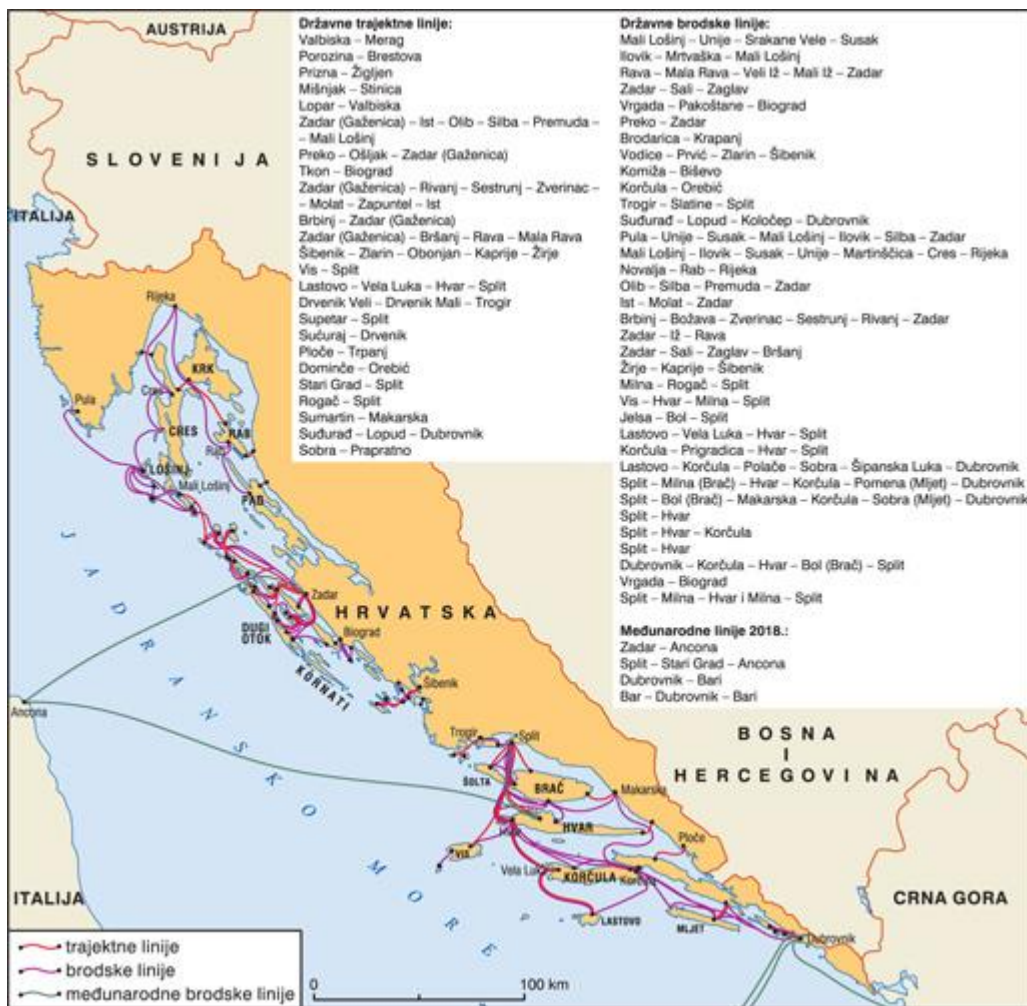 AUSTRIJA
SLOVENIJA
ITALIJA
Državne trajektne linije:
Valbiska – Merag
Porozina – Brestova
Prizna – Žigljen
Mišnjak – Stinica
Lopar – Valbiska
Zadar (Gaženica) – Ist – Olib – Silba – Premuda –
– Mali Lošinj
Preko – Ošljak – Zadar (Gaženica)
Tkon – Biograd
Zadar (Gaženica) – Rivanj – Sestrunj – Zverinac –
– Molat – Zapuntel – Ist
Brbinj – Zadar (Gaženica)
Zadar (Gaženica) – Bršanj – Rava – Mala Rava
Šibenik – Zlarin – Obonjan – Kaprije – Žirje
Vis – Split
Lastovo – Vela Luka – Hvar – Split
Drvenik Veli – Drvenik Mali – Trogir
Supetar – Split
Sućuraj – Drvenik
Ploče – Trpanj
Dominče – Orebić
Stari Grad – Split
Rogač – Split
Sumartin – Makarska
Suđurađ – Lopud – Dubrovnik
Sobra – Prapratno
Državne brodske linije:
Mali Lošinj – Unije – Srakane Vele – Susak
Ilovik – Mrtvaška – Mali Lošinj
Rava – Mala Rava – Veli Iž – Mali Iž – Zadar
Zadar – Sali – Zaglav
Vrgada – Pakoštane – Biograd
Preko – Zadar
Brodarica – Krapanj
Vodice – Prvić – Zlarin – Šibenik
Komiža – Biševo
Korčula – Orebić
Trogir – Slatine – Split
Suđurađ – Lopud – Koločep – Dubrovnik
Pula – Unije – Susak – Mali Lošinj – Ilovik – Silba – Zadar
Mali Lošinj – Ilovik – Susak – Unije – Martinšćica – Cres – Rijeka
Novalja – Rab – Rijeka
Olib – Silba – Premuda – Zadar
Ist – Molat – Zadar
Brbinj – Božava – Zverinac – Sestrunj – Rivanj – Zadar
Zadar – Iž – Rava
Zadar – Sali – Zaglav – Bršanj
Žirje – Kaprije – Šibenik
Milna – Rogač – Split
Vis – Hvar – Milna – Split
Jelsa – Bol – Split
Lastovo – Vela Luka – Hvar – Split
Korčula – Prigradica – Hvar – Split
Lastovo – Korčula – Polače – Sobra – Šipanska Luka – Dubrovnik
Split – Milna (Brač) – Hvar – Korčula – Pomena (Mljet) – Dubrovnik
Split – Bol (Brač) – Makarska – Korčula – Sobra (Mljet) – Dubrovnik
Split – Hvar
Split – Hvar – Korčula
Split – Hvar
Dubrovnik – Korčula – Hvar – Bol (Brač) – Split
Vrgada – Biograd
Split – Milna – Hvar i Milna – Split
Međunarodne linije 2018.:
Zadar – Ancona
Split – Stari Grad – Ancona
Dubrovnik – Bari
Bar – Dubrovnik – Bari
Rijeka
KRK
Cres
Pula
CRES
RAB
Rab
LOŠINJ
Mali Lošinj
PAG
Zadar
HRVATSKA
DUGI
OTOK
Biograd
KORNATI
Šibenik
Ancona
JADRANSKO MORE
Trogir
Split
ŠOLTA
BRAČ
Makarska
HVAR
Hvar
Ploče
VIS
Vela Luka
KORČULA
Korčula
LASTOVO
MLJET
Dubrovnik
BOSNA
I
HERCEGOVINA
CRNA GORA
ITALIJA
trajektne linije
brodske linije
međunarodne brodske linije
0 100 km